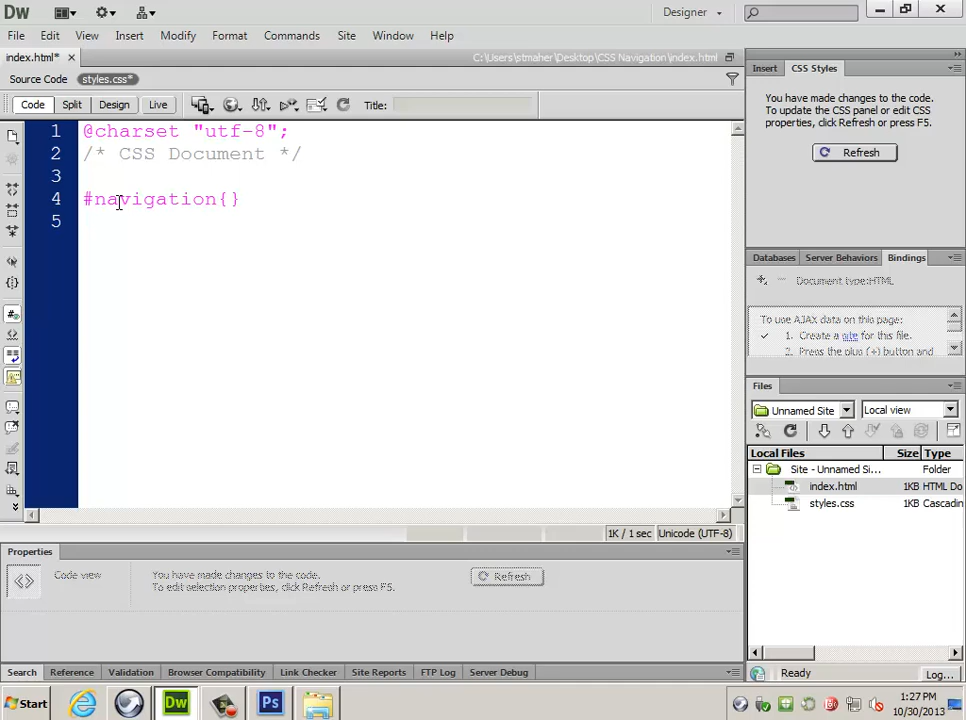 Dw
Designer
File Edit View Insert Modify Format Commands Site Window Help
index.html*
C:\Users\stmaher\Desktop\CSS Navigation\index.html
Source Code styles.css*
Code Split Design Live Title:
1 @charset "utf-8";
2 /* CSS Document */
3
4 #navigation{}
5
1K / 1 sec Unicode (UTF-8)
Properties
Code view
You have made changes to the code.
To edit selection properties, click Refresh or press F5.
Refresh
Search Reference Validation Browser Compatibility Link Checker Site Reports FTP Log Server Debug
Insert CSS Styles
You have made changes to the code.
To update the CSS panel or edit CSS
properties, click Refresh or press F5.
Refresh
Databases Server Behaviors Bindings
Document type:HTML
To use AJAX data on this page:
1. Create a site for this file.
2. Press the plus (+) button and
Files
Unnamed Site Local view
Local Files Size Type
Site - Unnamed Si... Folder
index.html 1KB HTML Do
styles.css 1KB Cascadin
Ready Log...
Start Dw Ps
1:27 PM
10/30/2013